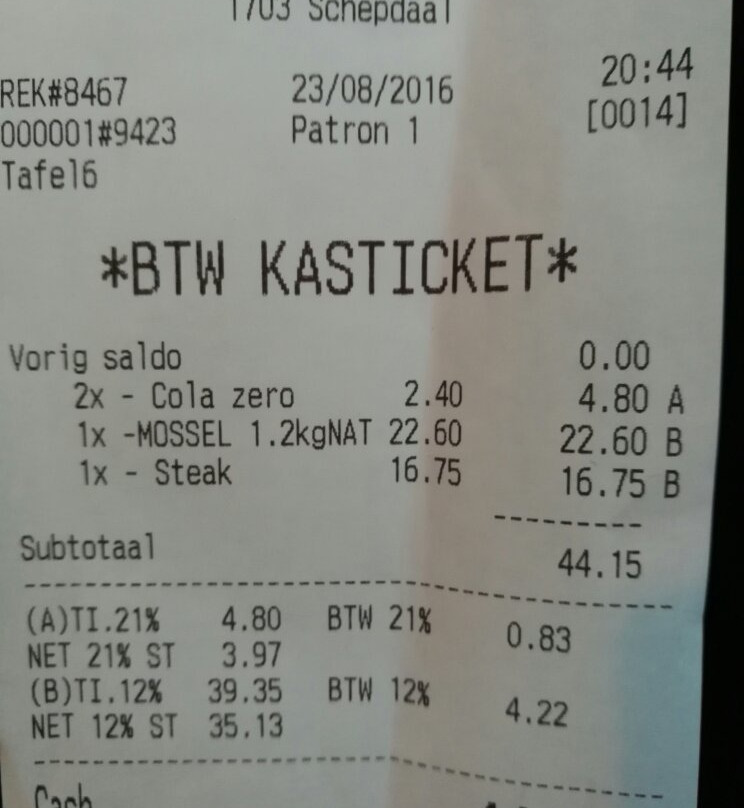 1703 Schepdaal
20:44
REK#8467 23/08/2016
000001#9423 Patron 1 [0014]
Tafel6
*BTW KASTICKET*
Vorig saldo 0.00
2x - Cola zero 2.40 4.80 A
1x -MOSSEL 1.2kgNAT 22.60 22.60 B
1x - Steak 16.75 16.75 B
Subtotaal 44.15
(A)TI.21% 4.80 BTW 21% 0.83
NET 21% ST 3.97
(B)TI.12% 39.35 BTW 12% 4.22
NET 12% ST 35.13
Cash